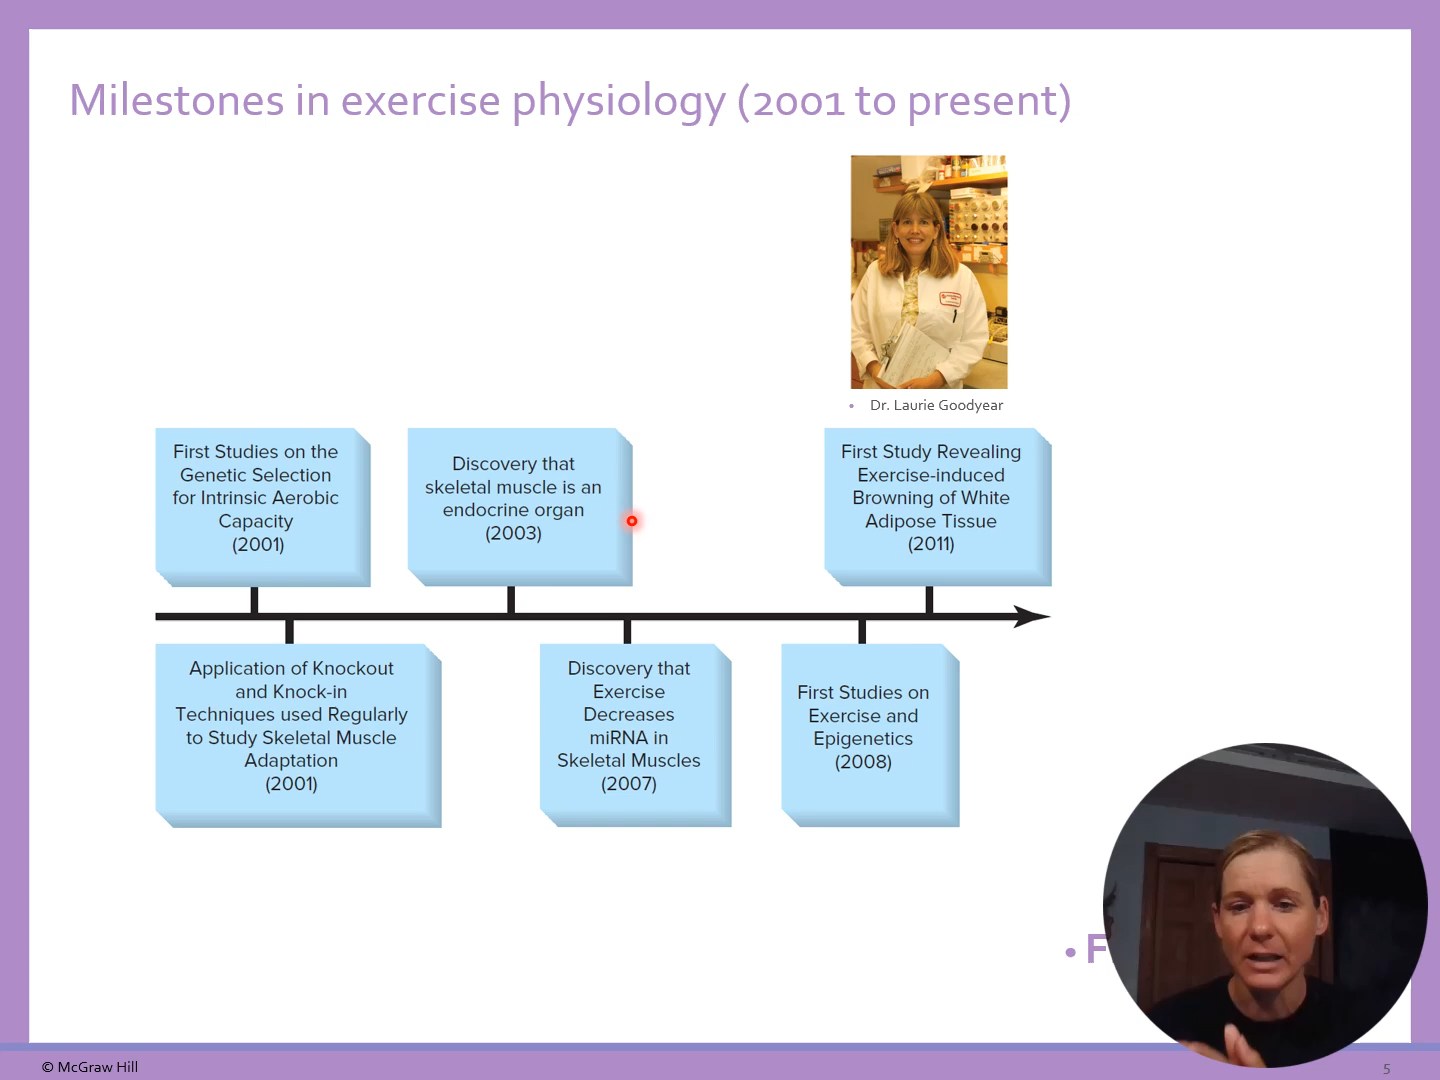 Milestones in exercise physiology (2001 to present)
• Dr. Laurie Goodyear
First Studies on the
Genetic Selection
for Intrinsic Aerobic
Capacity
(2001)
Discovery that
skeletal muscle is an
endocrine organ
(2003)
First Study Revealing
Exercise-induced
Browning of White
Adipose Tissue
(2011)
Application of Knockout
and Knock-in
Techniques used Regularly
to Study Skeletal Muscle
Adaptation
(2001)
Discovery that
Exercise
Decreases
miRNA in
Skeletal Muscles
(2007)
First Studies on
Exercise and
Epigenetics
(2008)
© McGraw Hill
5